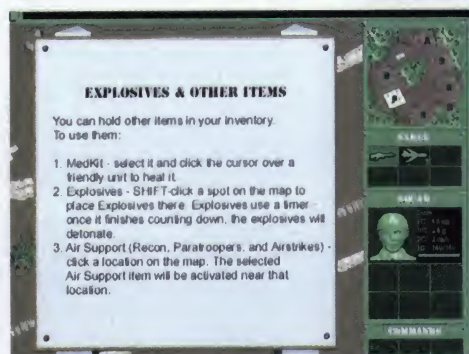 EXPLOSIVES & OTHER ITEMS
You can hold other items in your inventory.
To use them:
1. MedKit - select it and click the cursor over a
friendly unit to heal it.
2. Explosives - SHIFT-click a spot on the map to
place Explosives there. Explosives use a timer -
once it finishes counting down, the explosives will
detonate.
3. Air Support (Recon, Paratroopers, and Airstrikes) -
click a location on the map. The selected
Air Support item will be activated near that
location.
SQUAD
COMMANDS